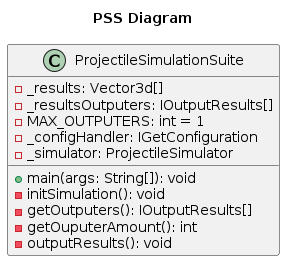 PSS Diagram
C ProjectileSimulationSuite
_results: Vector3d[]
_resultsOutputers: IOutputResults[]
MAX_OUTPUTERS: int = 1
_configHandler: IGetConfiguration
_simulator: ProjectileSimulator
main(args: String[]): void
initSimulation(): void
getOutputers(): IOutputResults[]
getOuputerAmount(): int
outputResults(): void